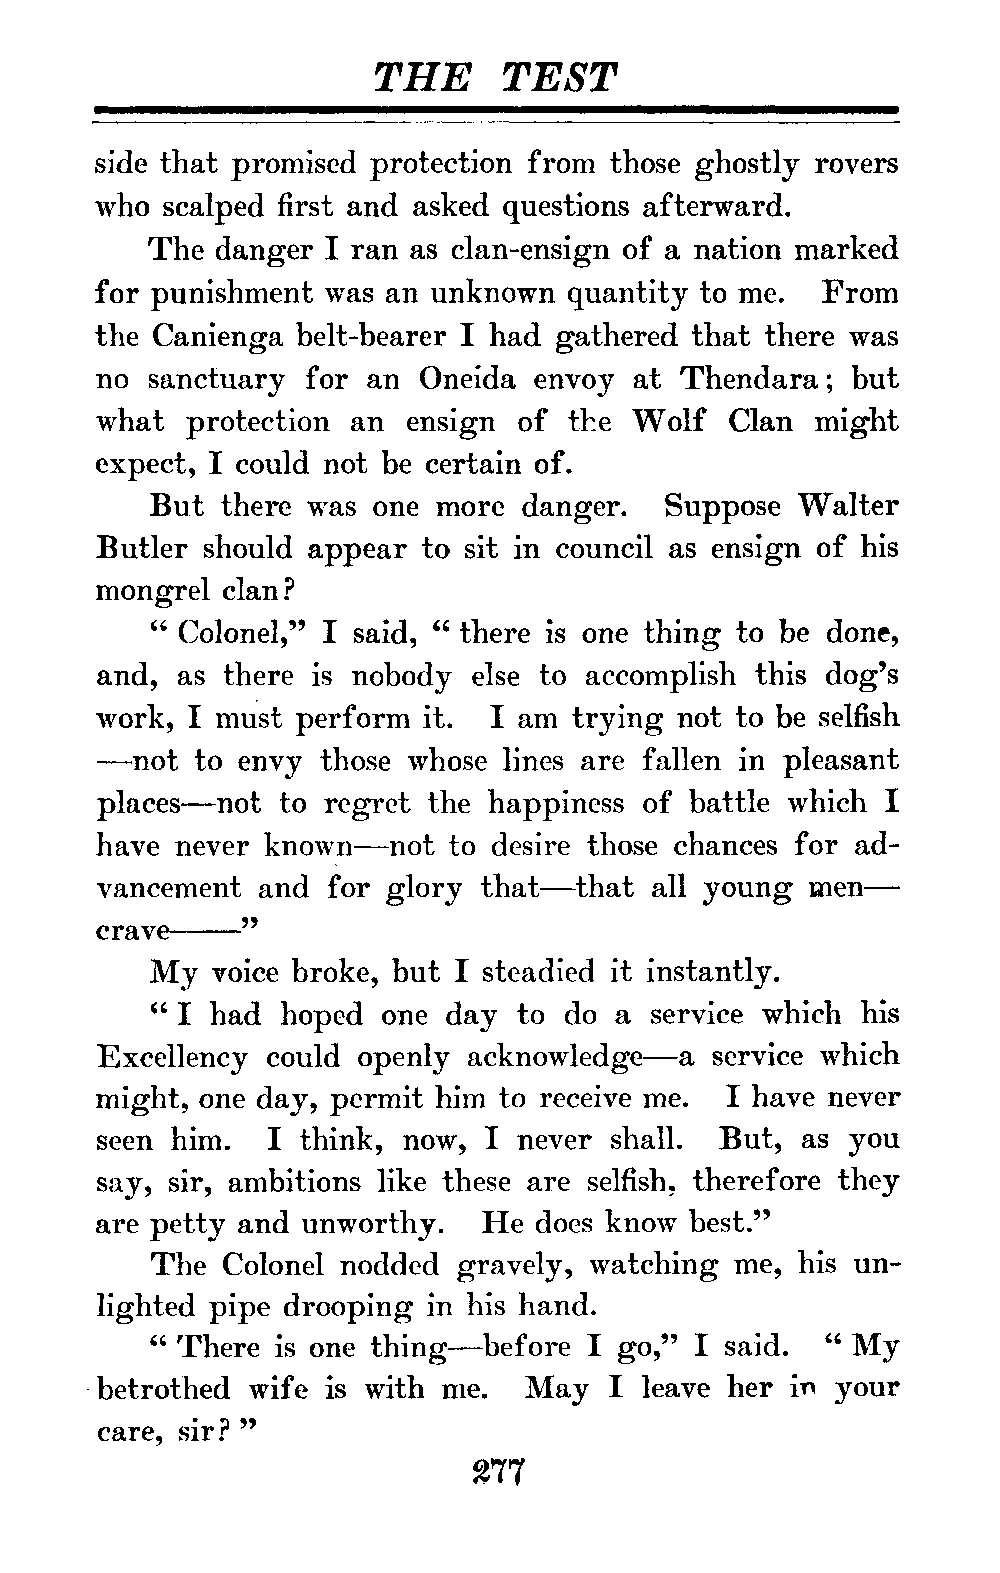 THE TEST
side that promised protection from those ghostly rovers
who scalped first and asked questions afterward.
The danger I ran as clan-ensign of a nation marked
for punishment was an unknown quantity to me. From
the Canienga belt-bearer I had gathered that there was
no sanctuary for an Oneida envoy at Thendara; but
what protection an ensign of the Wolf Clan might
expect, I could not be certain of.
But there was one more danger. Suppose Walter
Butler should appear to sit in council as ensign of his
mongrel clan?
“ Colonel,” I said, “ there is one thing to be done,
and, as there is nobody else to accomplish this dog’s
work, I must perform it. I am trying not to be selfish
—not to envy those whose lines are fallen in pleasant
places—not to regret the happiness of battle which I
have never known—not to desire those chances for ad-
vancement and for glory that—that all young men—
crave——”
My voice broke, but I steadied it instantly.
“ I had hoped one day to do a service which his
Excellency could openly acknowledge—a service which
might, one day, permit him to receive me. I have never
seen him. I think, now, I never shall. But, as you
say, sir, ambitions like these are selfish, therefore they
are petty and unworthy. He does know best.”
The Colonel nodded gravely, watching me, his un-
lighted pipe drooping in his hand.
“ There is one thing—before I go,” I said. “ My
betrothed wife is with me. May I leave her in your
care, sir? ”
277